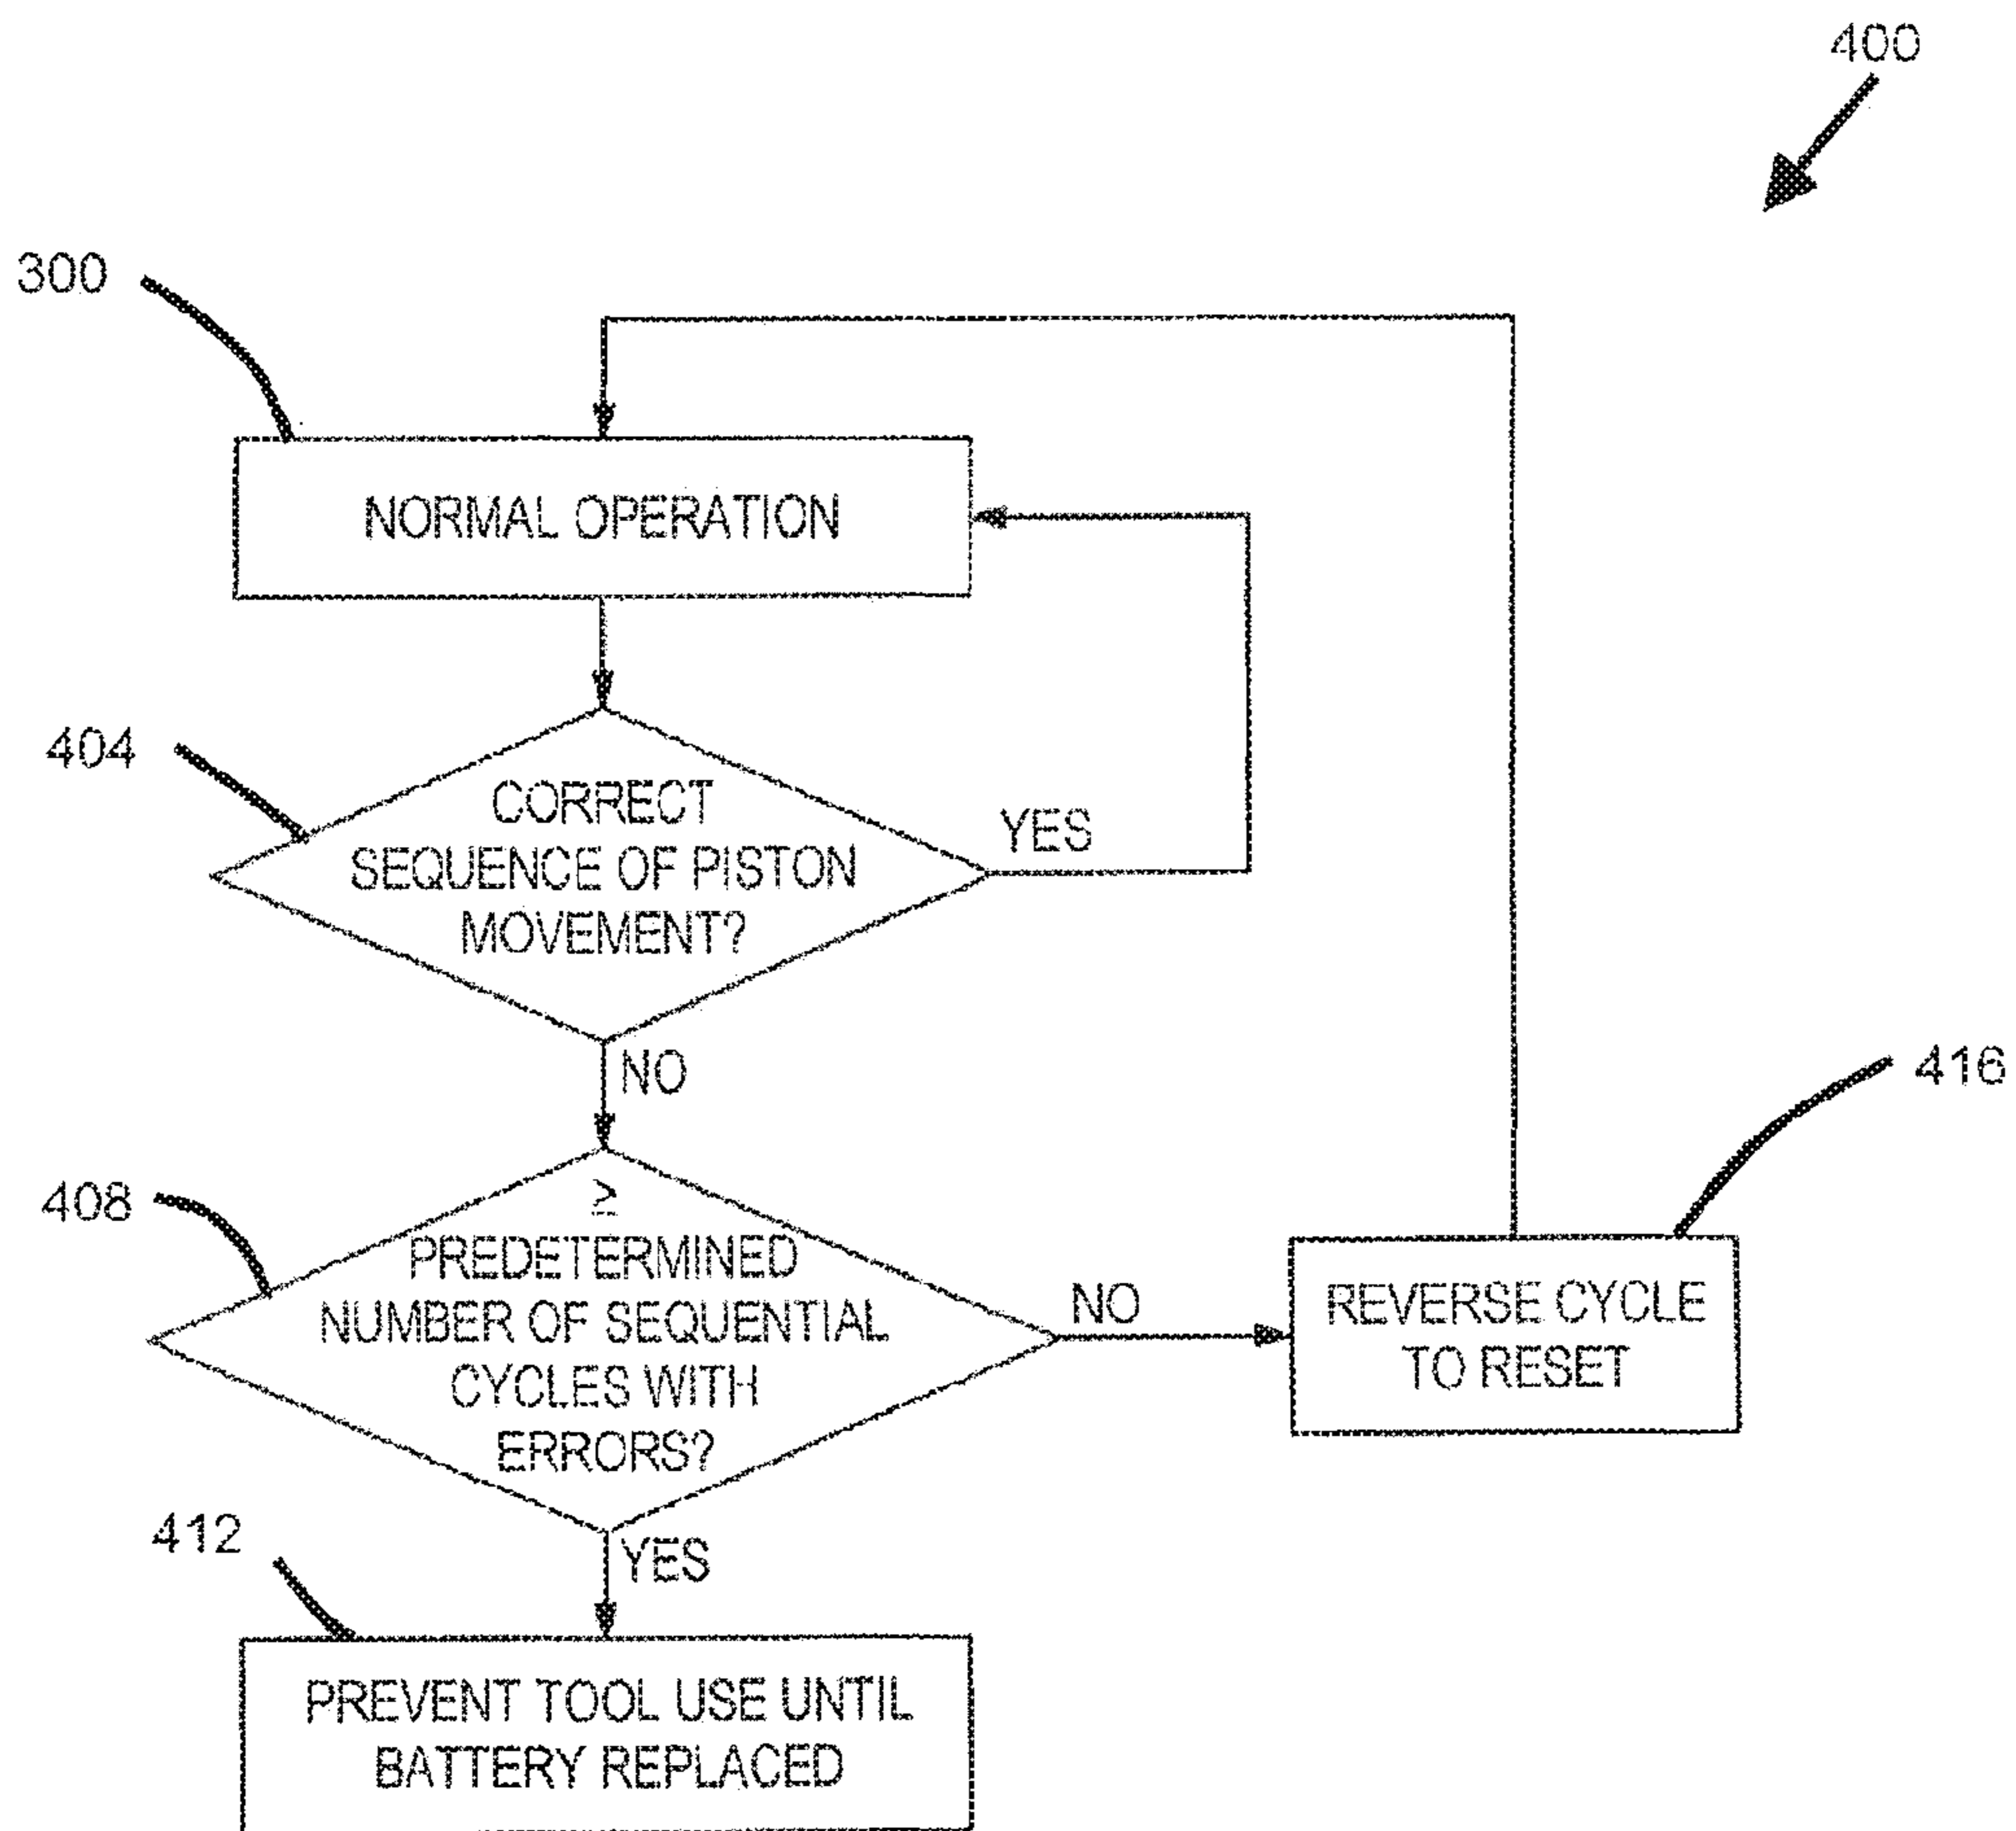 400
300
NORMAL OPERATION
404
CORRECT
SEQUENCE OF PISTON
MOVEMENT?
YES
NO
416
408
≥
PREDETERMINED
NUMBER OF SEQUENTIAL
CYCLES WITH
ERRORS?
NO
REVERSE CYCLE
TO RESET
412
YES
PREVENT TOOL USE UNTIL
BATTERY REPLACED